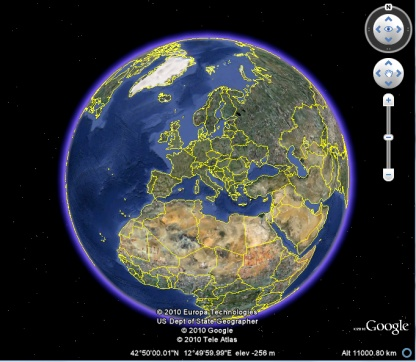 N
© 2010 Europa Technologies
US Dept of State Geographer
© 2010 Google
© 2010 Tele Atlas
©2010 Google
42°50'00.01"N 12°49'59.99"E elev -256 m
Alt 11000.80 km